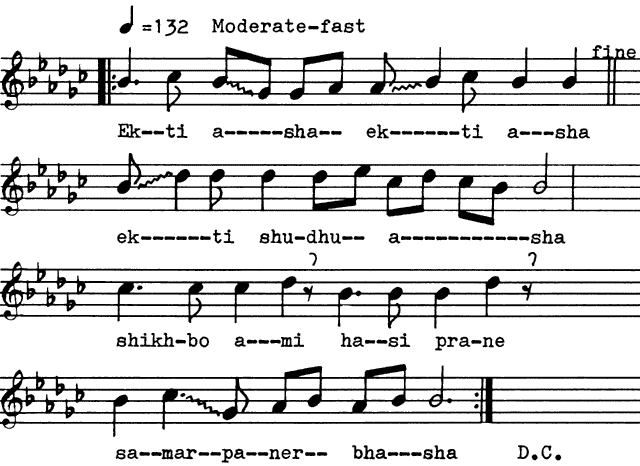 ♩=132 Moderate-fast
fine
Ek--ti a-----sha-- ek------ti a---sha
ek------ti shu-dhu-- a-----------sha
shikh-bo a---mi ha--si pra-ne
sa--mar--pa--ner-- bha---sha D.C.